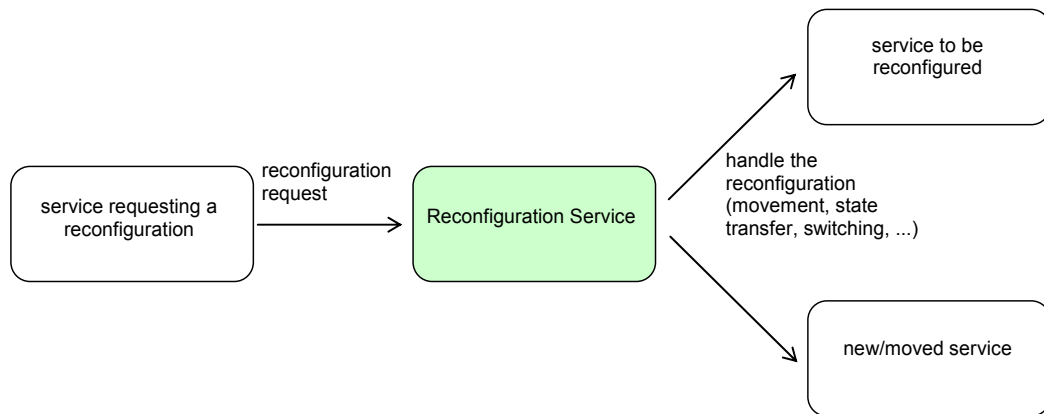 service requesting a
reconfiguration
reconfiguration
request
Reconfiguration Service
service to be
reconfigured
handle the
reconfiguration
(movement, state
transfer, switching, ...)
new/moved service